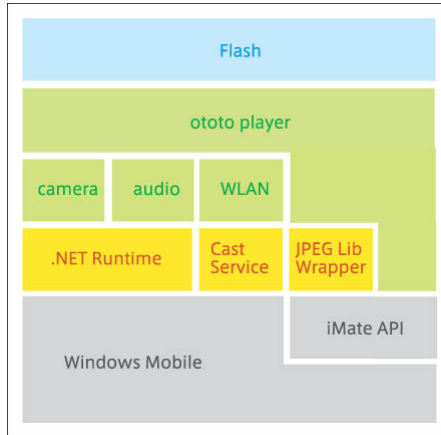 Flash
ototo player
camera audio WLAN
.NET Runtime Cast Service JPEG Lib Wrapper
iMate API
Windows Mobile